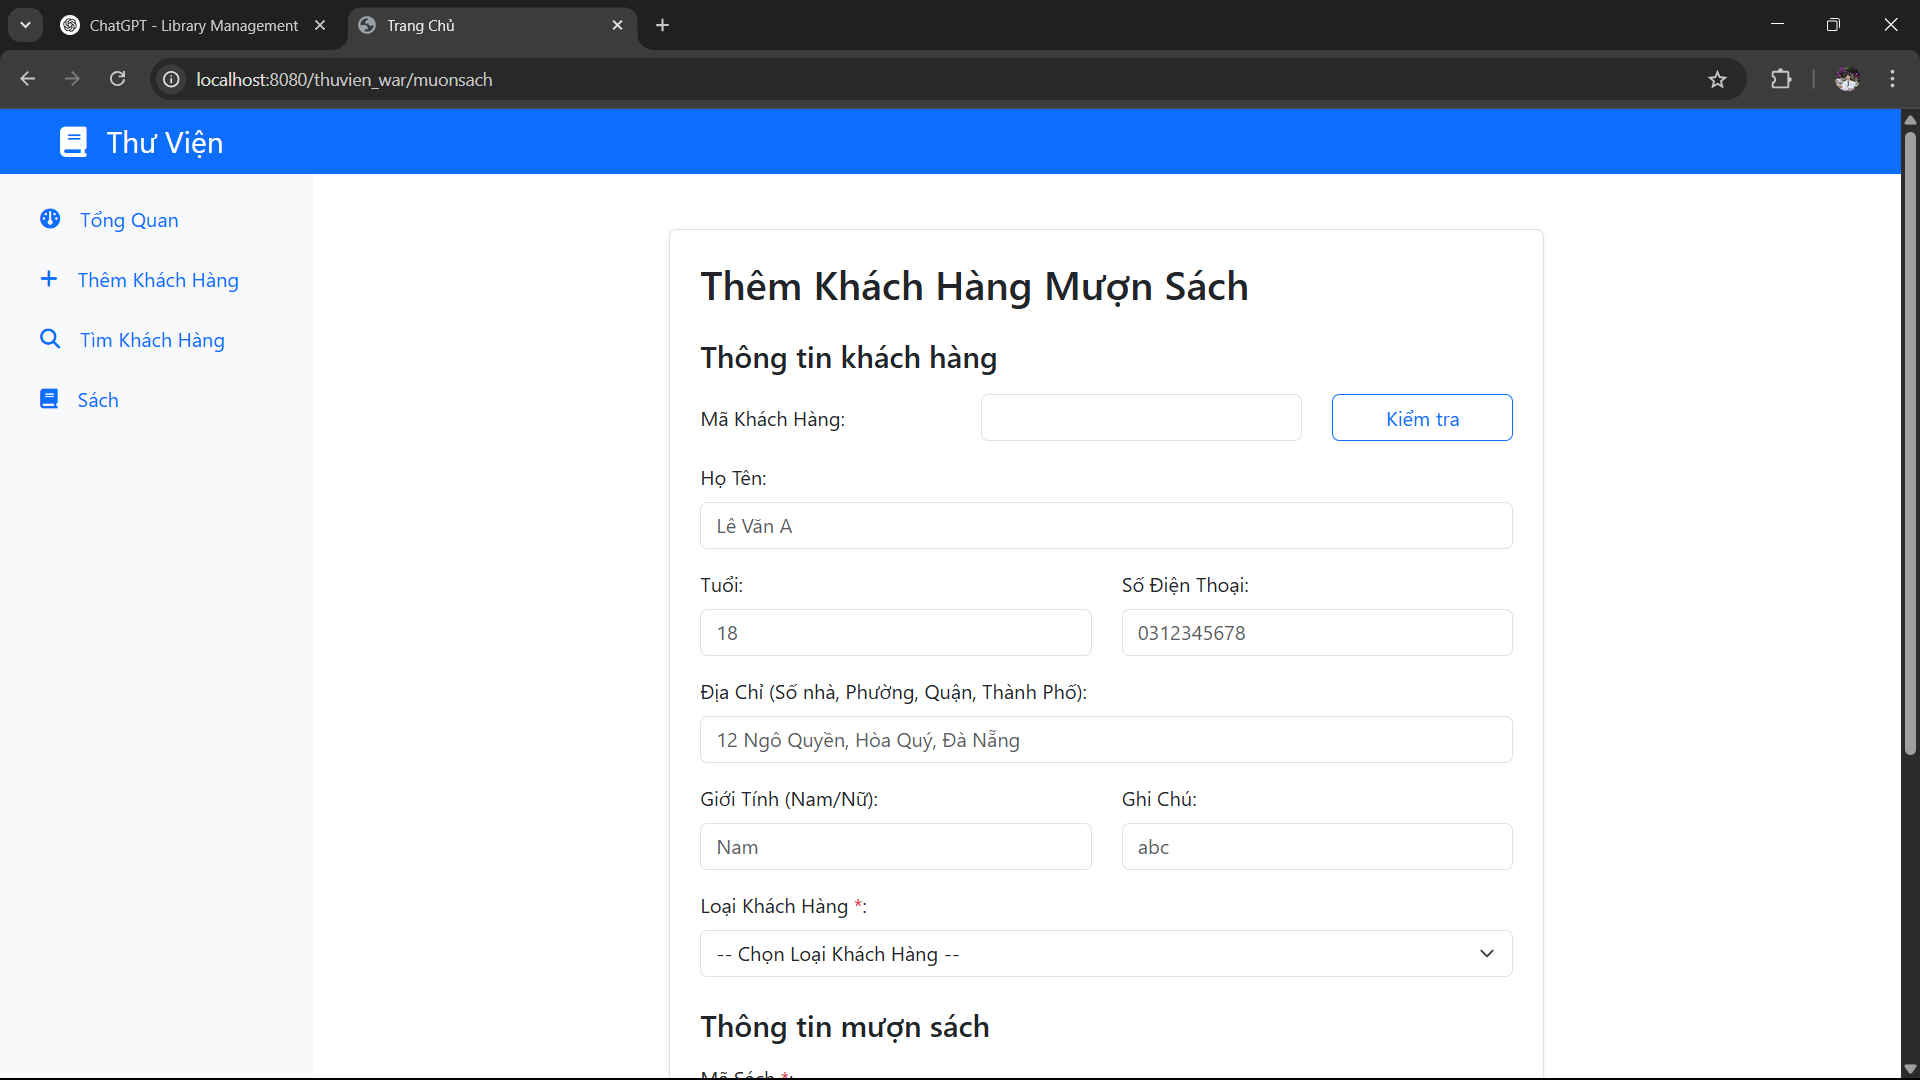 ChatGPT - Library Management
Trang Chủ
localhost:8080/thuvien_war/muonsach
Thư Viện
Tổng Quan
Thêm Khách Hàng
Tìm Khách Hàng
Sách
Thêm Khách Hàng Mượn Sách
Thông tin khách hàng
Mã Khách Hàng:
Kiểm tra
Họ Tên:
Lê Văn A
Tuổi:
Số Điện Thoại:
18
0312345678
Địa Chỉ (Số nhà, Phường, Quận, Thành Phố):
12 Ngô Quyền, Hòa Quý, Đà Nẵng
Giới Tính (Nam/Nữ):
Ghi Chú:
Nam
abc
Loại Khách Hàng *:
-- Chọn Loại Khách Hàng --
Thông tin mượn sách
Mã Sách *: